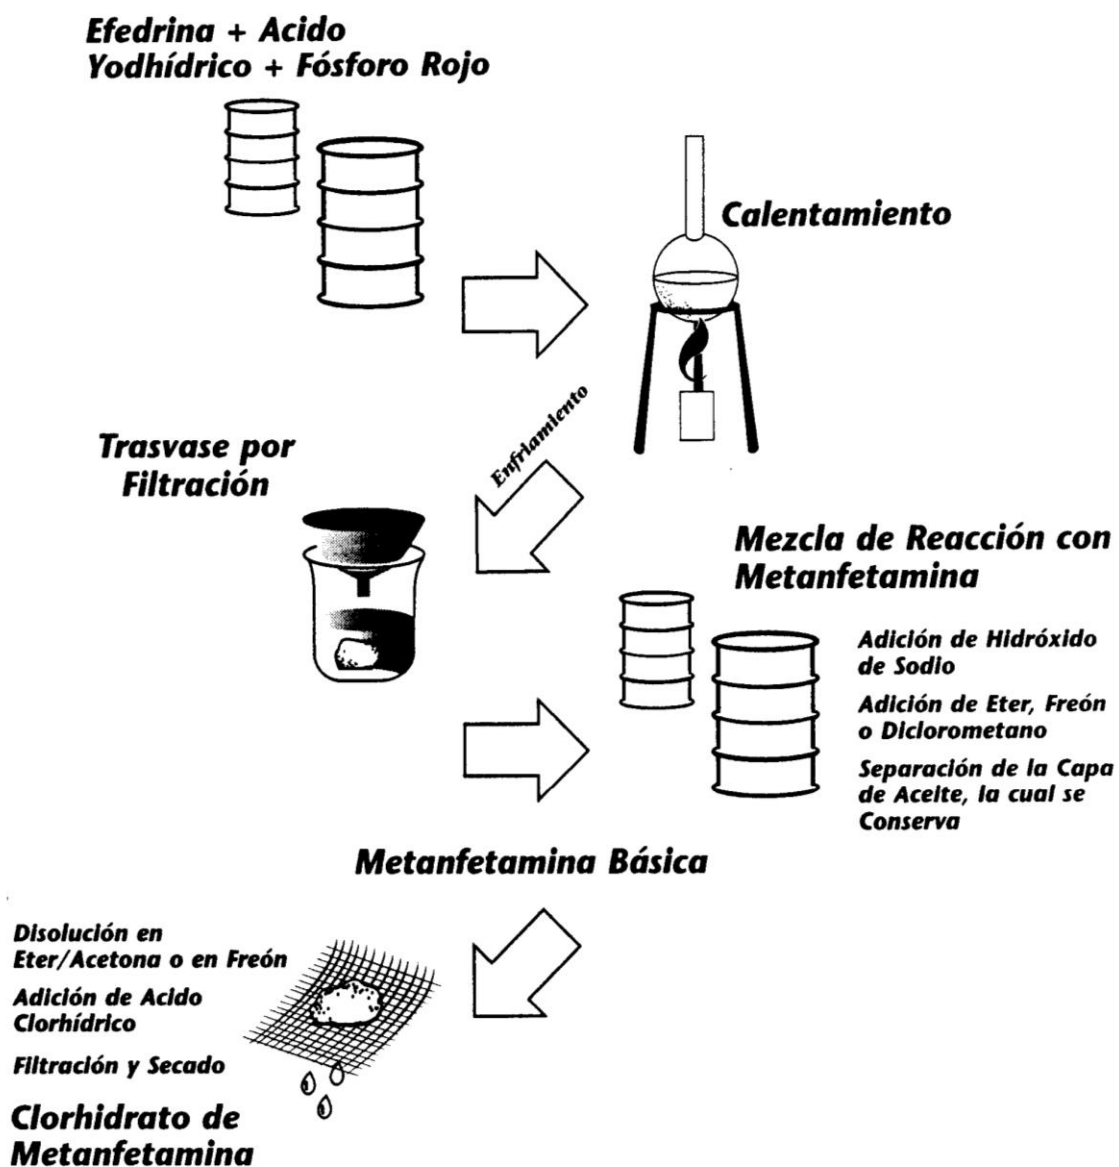 Efedrina + Acido
Yodhídrico + Fósforo Rojo
Calentamiento
Enfriamiento
Trasvase por
Filtración
Mezcla de Reacción con
Metanfetamina
Adición de Hidróxido
de Sodio
Adición de Eter, Freón
o Diclorometano
Separación de la Capa
de Aceite, la cual se
Conserva
Metanfetamina Básica
Disolución en
Eter/Acetona o en Freón
Adición de Acido
Clorhídrico
Filtración y Secado
Clorhidrato de
Metanfetamina